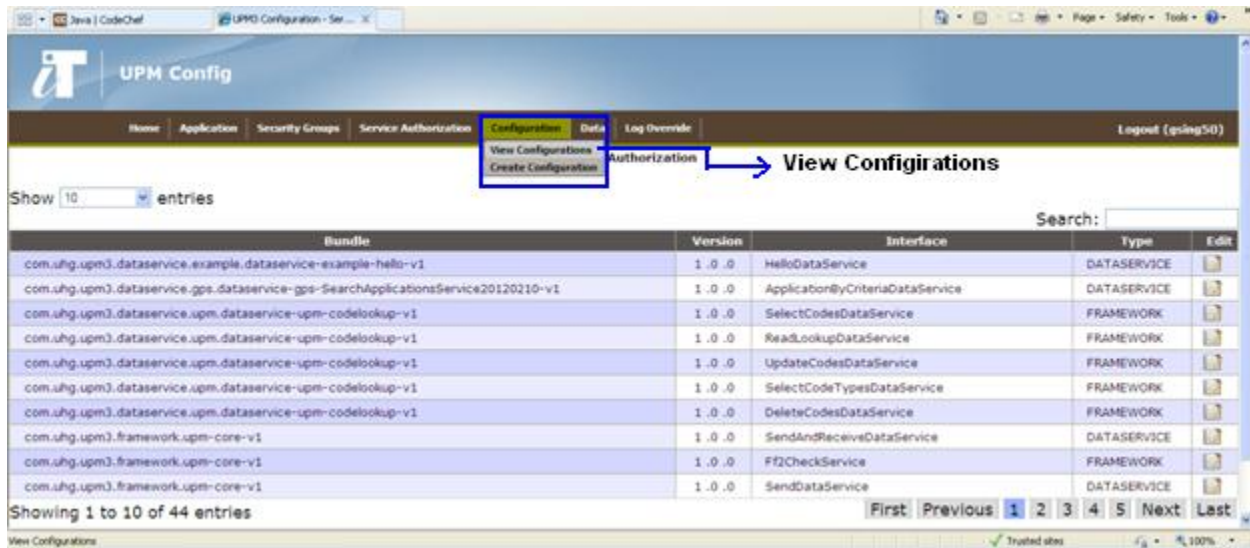 Java | CodeChef
UPM3 Configuration - Ser...
Page
Safety
Tools
iT
UPM Config
Home
Application
Security Groups
Service Authorization
Configuration
Data
Log Override
Logout (gsing50)
View Configurations
Create Configuration
Authorization
View Configirations
Show 10 entries
Search:
Bundle Version Interface Type Edit
com.uhg.upm3.dataservice.example.dataservice-example-hello-v1 1 .0 .0 HelloDataService DATASERVICE
com.uhg.upm3.dataservice.gps.dataservice-gps-SearchApplicationsService20120210-v1 1 .0 .0 ApplicationByCriteriaDataService DATASERVICE
com.uhg.upm3.dataservice.upm.dataservice-upm-codelookup-v1 1 .0 .0 SelectCodesDataService FRAMEWORK
com.uhg.upm3.dataservice.upm.dataservice-upm-codelookup-v1 1 .0 .0 ReadLookupDataService FRAMEWORK
com.uhg.upm3.dataservice.upm.dataservice-upm-codelookup-v1 1 .0 .0 UpdateCodesDataService FRAMEWORK
com.uhg.upm3.dataservice.upm.dataservice-upm-codelookup-v1 1 .0 .0 SelectCodeTypesDataService FRAMEWORK
com.uhg.upm3.dataservice.upm.dataservice-upm-codelookup-v1 1 .0 .0 DeleteCodesDataService FRAMEWORK
com.uhg.upm3.framework.upm-core-v1 1 .0 .0 SendAndReceiveDataService DATASERVICE
com.uhg.upm3.framework.upm-core-v1 1 .0 .0 Ff2CheckService FRAMEWORK
com.uhg.upm3.framework.upm-core-v1 1 .0 .0 SendDataService DATASERVICE
Showing 1 to 10 of 44 entries
First Previous 1 2 3 4 5 Next Last
View Configurations
Trusted sites
100%